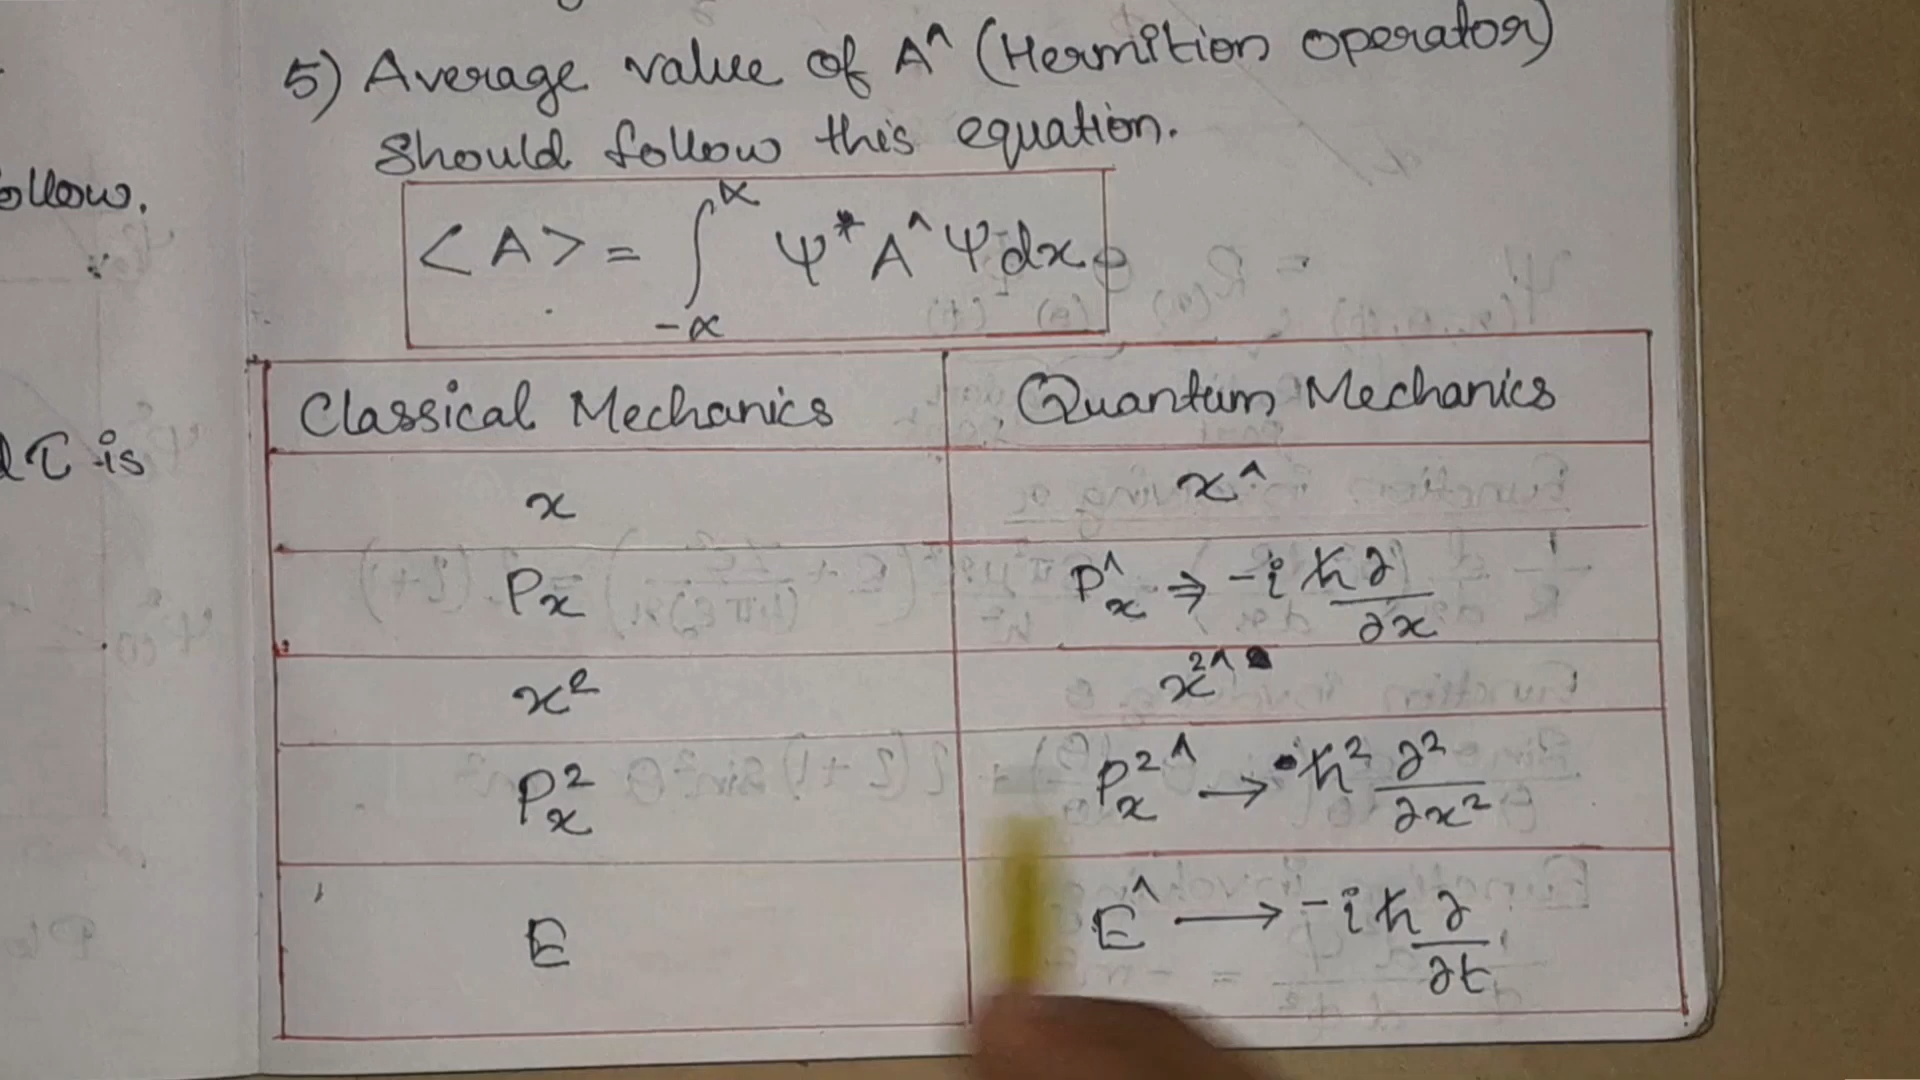 5) Average value of A^ (Hermition operator)
should follow this equation.
ollow.
<A> = ∫ Ψ* A^ Ψ dx
∝
-∝
Classical Mechanics | Quantum Mechanics
is
x | x^
Px | P^x ⇒ -iħ ∂/∂x
x² | x²^
Px² | Px²^ → ħ² ∂²/∂x²
E | E^ → -iħ ∂/∂t